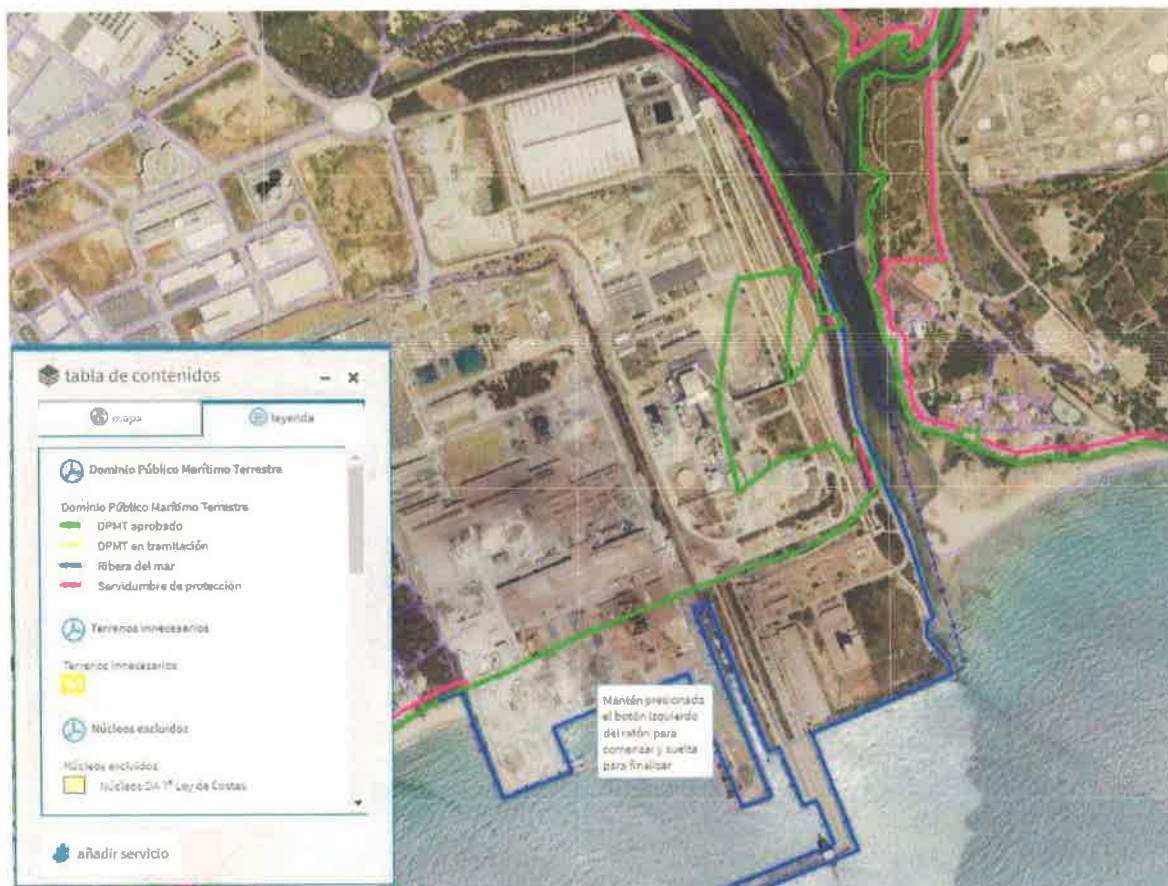 tabla de contenidos
mapa
leyenda
Dominio Público Marítimo Terrestre
Dominio Público Marítimo Terrestre
DPMT aprobado
DPMT en tramitación
Ribera del mar
Servidumbre de protección
Terrenos innecesarios
Terrenos innecesarios
Núcleos excluidos
Núcleos excluidos
Núcleos DA 7ª Ley de Costas
añadir servicio
Mantén presionado
el botón izquierdo
del ratón para
comenzar y suelta
para finalizar